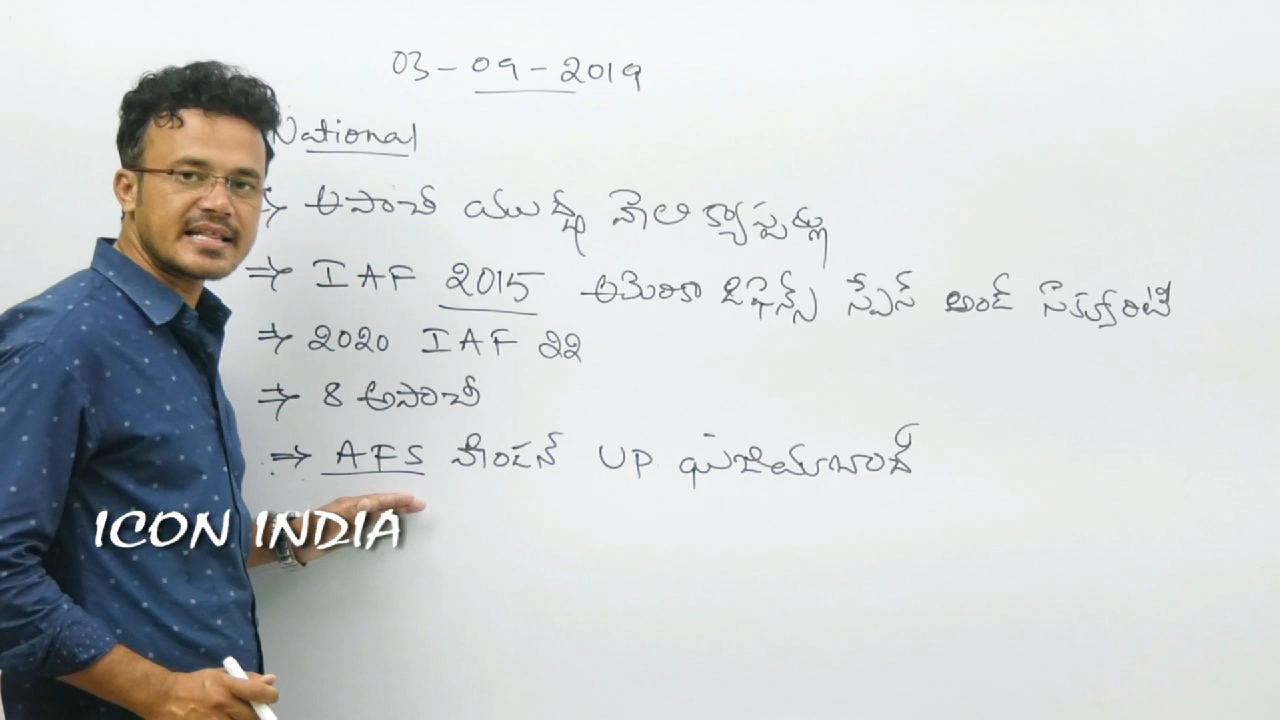 03-09-2019
National
⇒ అపాచీ యుద్ధ హెలిక్యాప్టర్లు
⇒ IAF 2015 అమెరికా డిఫెన్స్ స్పేస్ అండ్ సెక్యూరిటీ
⇒ 2020 IAF 22
⇒ 8 అపాచీ
⇒ AFS హిండన్ UP ఘజియాబాద్
ICON INDIA